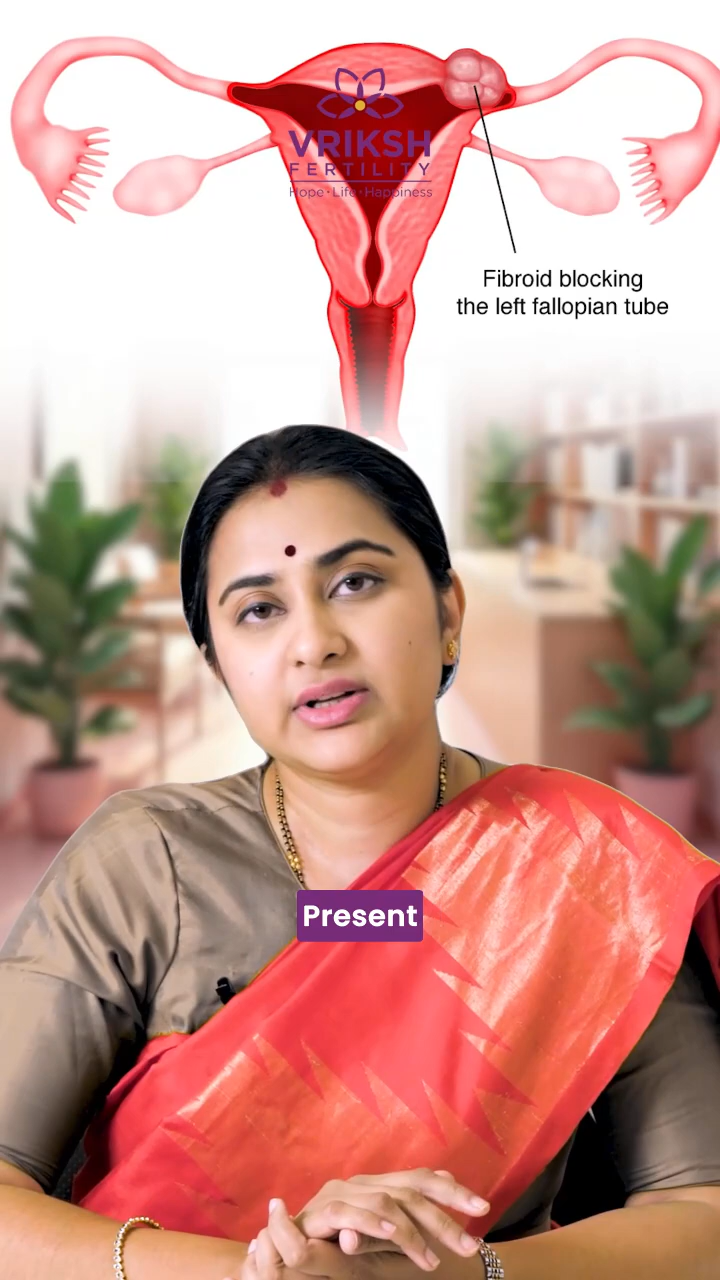 VRIKSH
FERTILITY
Hope · Life · Happiness
Fibroid blocking
the left fallopian tube
Present